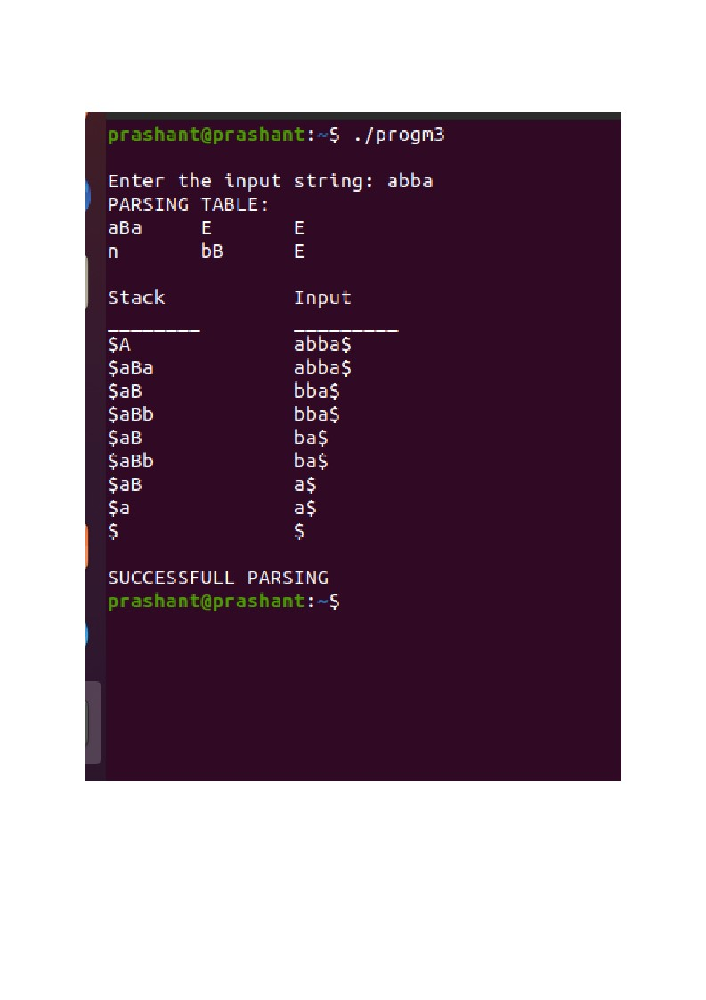 prashant@prashant:~$ ./progm3
Enter the input string: abba
PARSING TABLE:
aBa E E
n bB E
Stack Input
________ _________
$A abba$
$aBa abba$
$aB bba$
$aBb bba$
$aB ba$
$aBb ba$
$aB a$
$a a$
$ $
SUCCESSFULL PARSING
prashant@prashant:~$